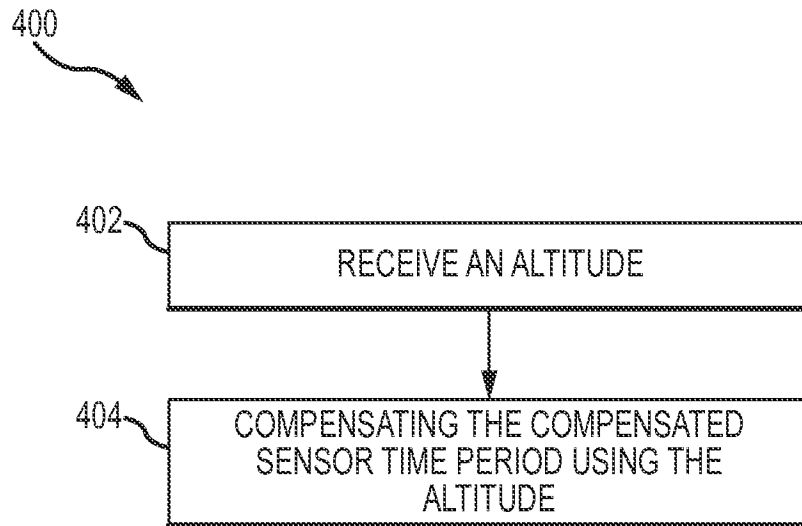 400
402
RECEIVE AN ALTITUDE
404
COMPENSATING THE COMPENSATED
SENSOR TIME PERIOD USING THE
ALTITUDE